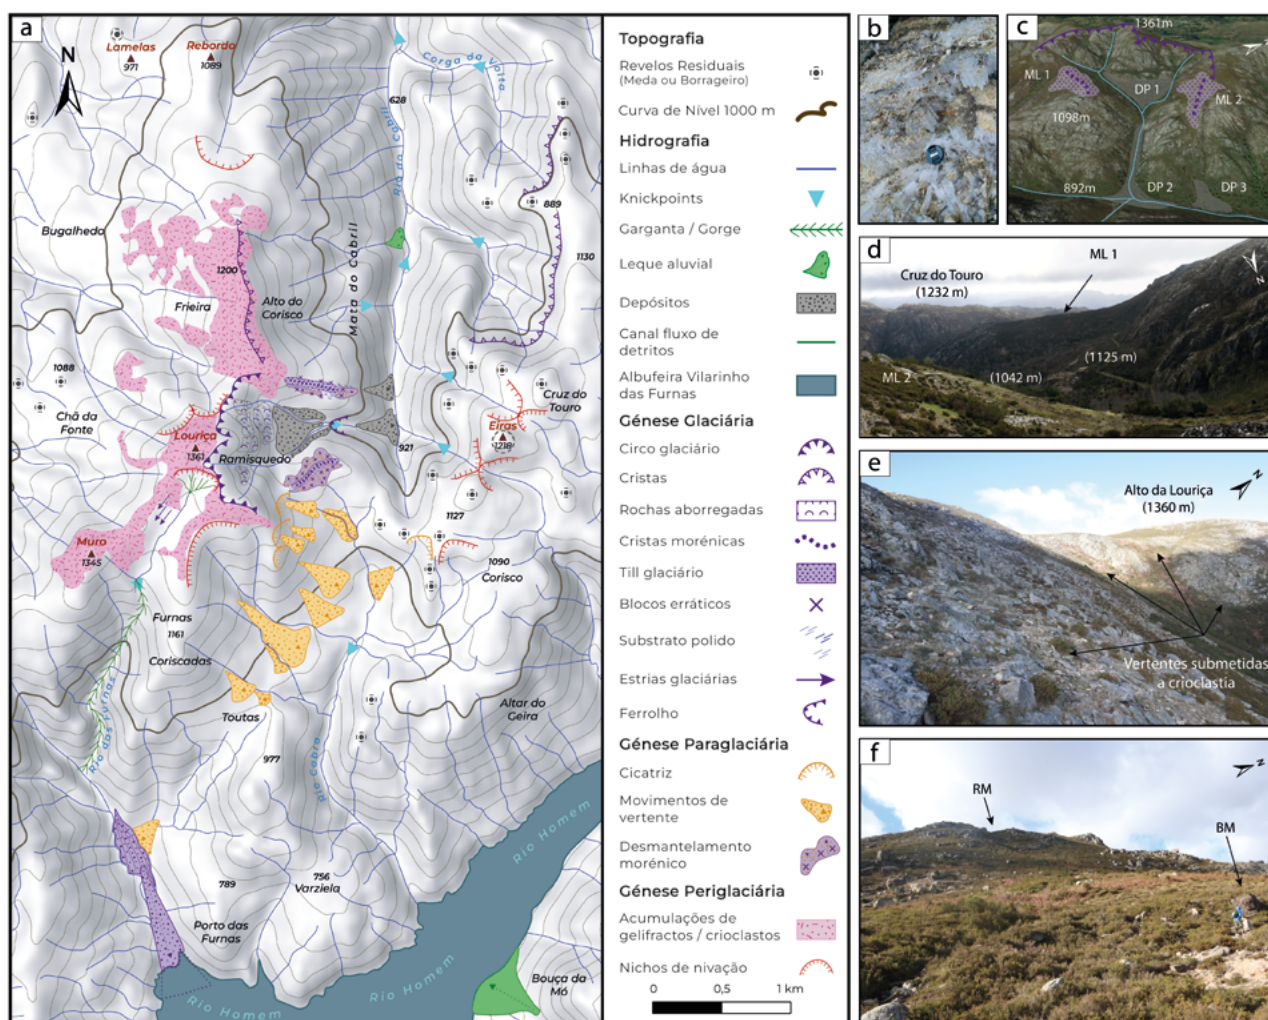 a
N
Lamelas
971
Rebordo
1089
Corga da Volta
628
Rio do Cabril
889
Bugalheda
1130
1200
Mata do Cabril
Frieira
Alto do
Corisco
1088
Chã da
Fonte
Cruz do
Touro
Louriça
1361
Eiras
1218
Ramisquedo
921
1127
Muro
1345
1090
Corisco
Furnas
1161
Coriscadas
Rio das Furnas
Toutas
Altar do
Geira
977
Rio Homem
789
756
Varziela
Porto das
Furnas
Rio Homem
Rio Homem
Bouça da
Mó
Topografia
Revelos Residuais
(Meda ou Borrageiro)
Curva de Nível 1000 m
Hidrografia
Linhas de água
Knickpoints
Garganta / Gorge
Leque aluvial
Depósitos
Canal fluxo de
detritos
Albufeira Vilarinho
das Furnas
Génese Glaciária
Circo glaciário
Cristas
Rochas aborregadas
Cristas morénicas
Till glaciário
Blocos erráticos
Substrato polido
Estrias glaciárias
Ferrolho
Génese Paraglaciária
Cicatriz
Movimentos de
vertente
Desmantelamento
morénico
Génese Periglaciária
Acumulações de
gelifractos / crioclastos
Nichos de nivação
0 0,5 1 km
b
c
1361m
ML 1
DP 1
ML 2
1098m
892m
DP 2
DP 3
d
ML 1
Cruz do Touro
(1232 m)
(1125 m)
ML 2
(1042 m)
N
e
Alto da Louriça
(1360 m)
N
Vertentes submetidas
a crioclastia
f
N
RM
BM